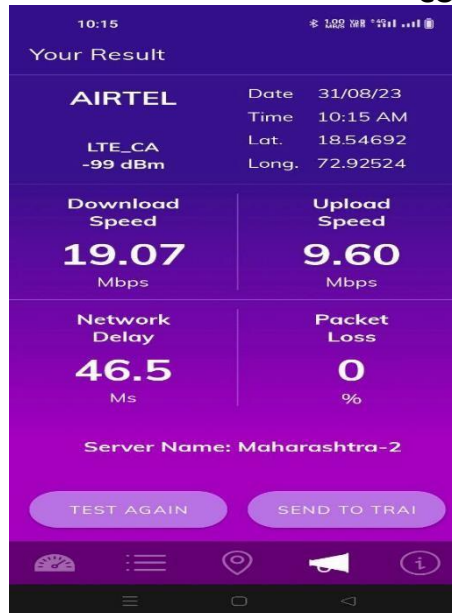 10:15
Your Result
AIRTEL
LTE_CA
-99 dBm
Date 31/08/23
Time 10:15 AM
Lat. 18.54692
Long. 72.92524
Download
Speed
19.07
Mbps
Upload
Speed
9.60
Mbps
Network
Delay
46.5
Ms
Packet
Loss
0
%
Server Name: Maharashtra-2
TEST AGAIN
SEND TO TRAI